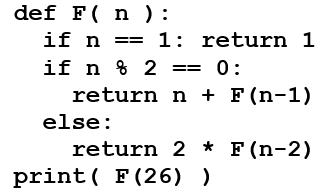 def F( n ):
  if n == 1: return 1
  if n % 2 == 0:
    return n + F(n-1)
  else:
    return 2 * F(n-2)
print( F(26) )